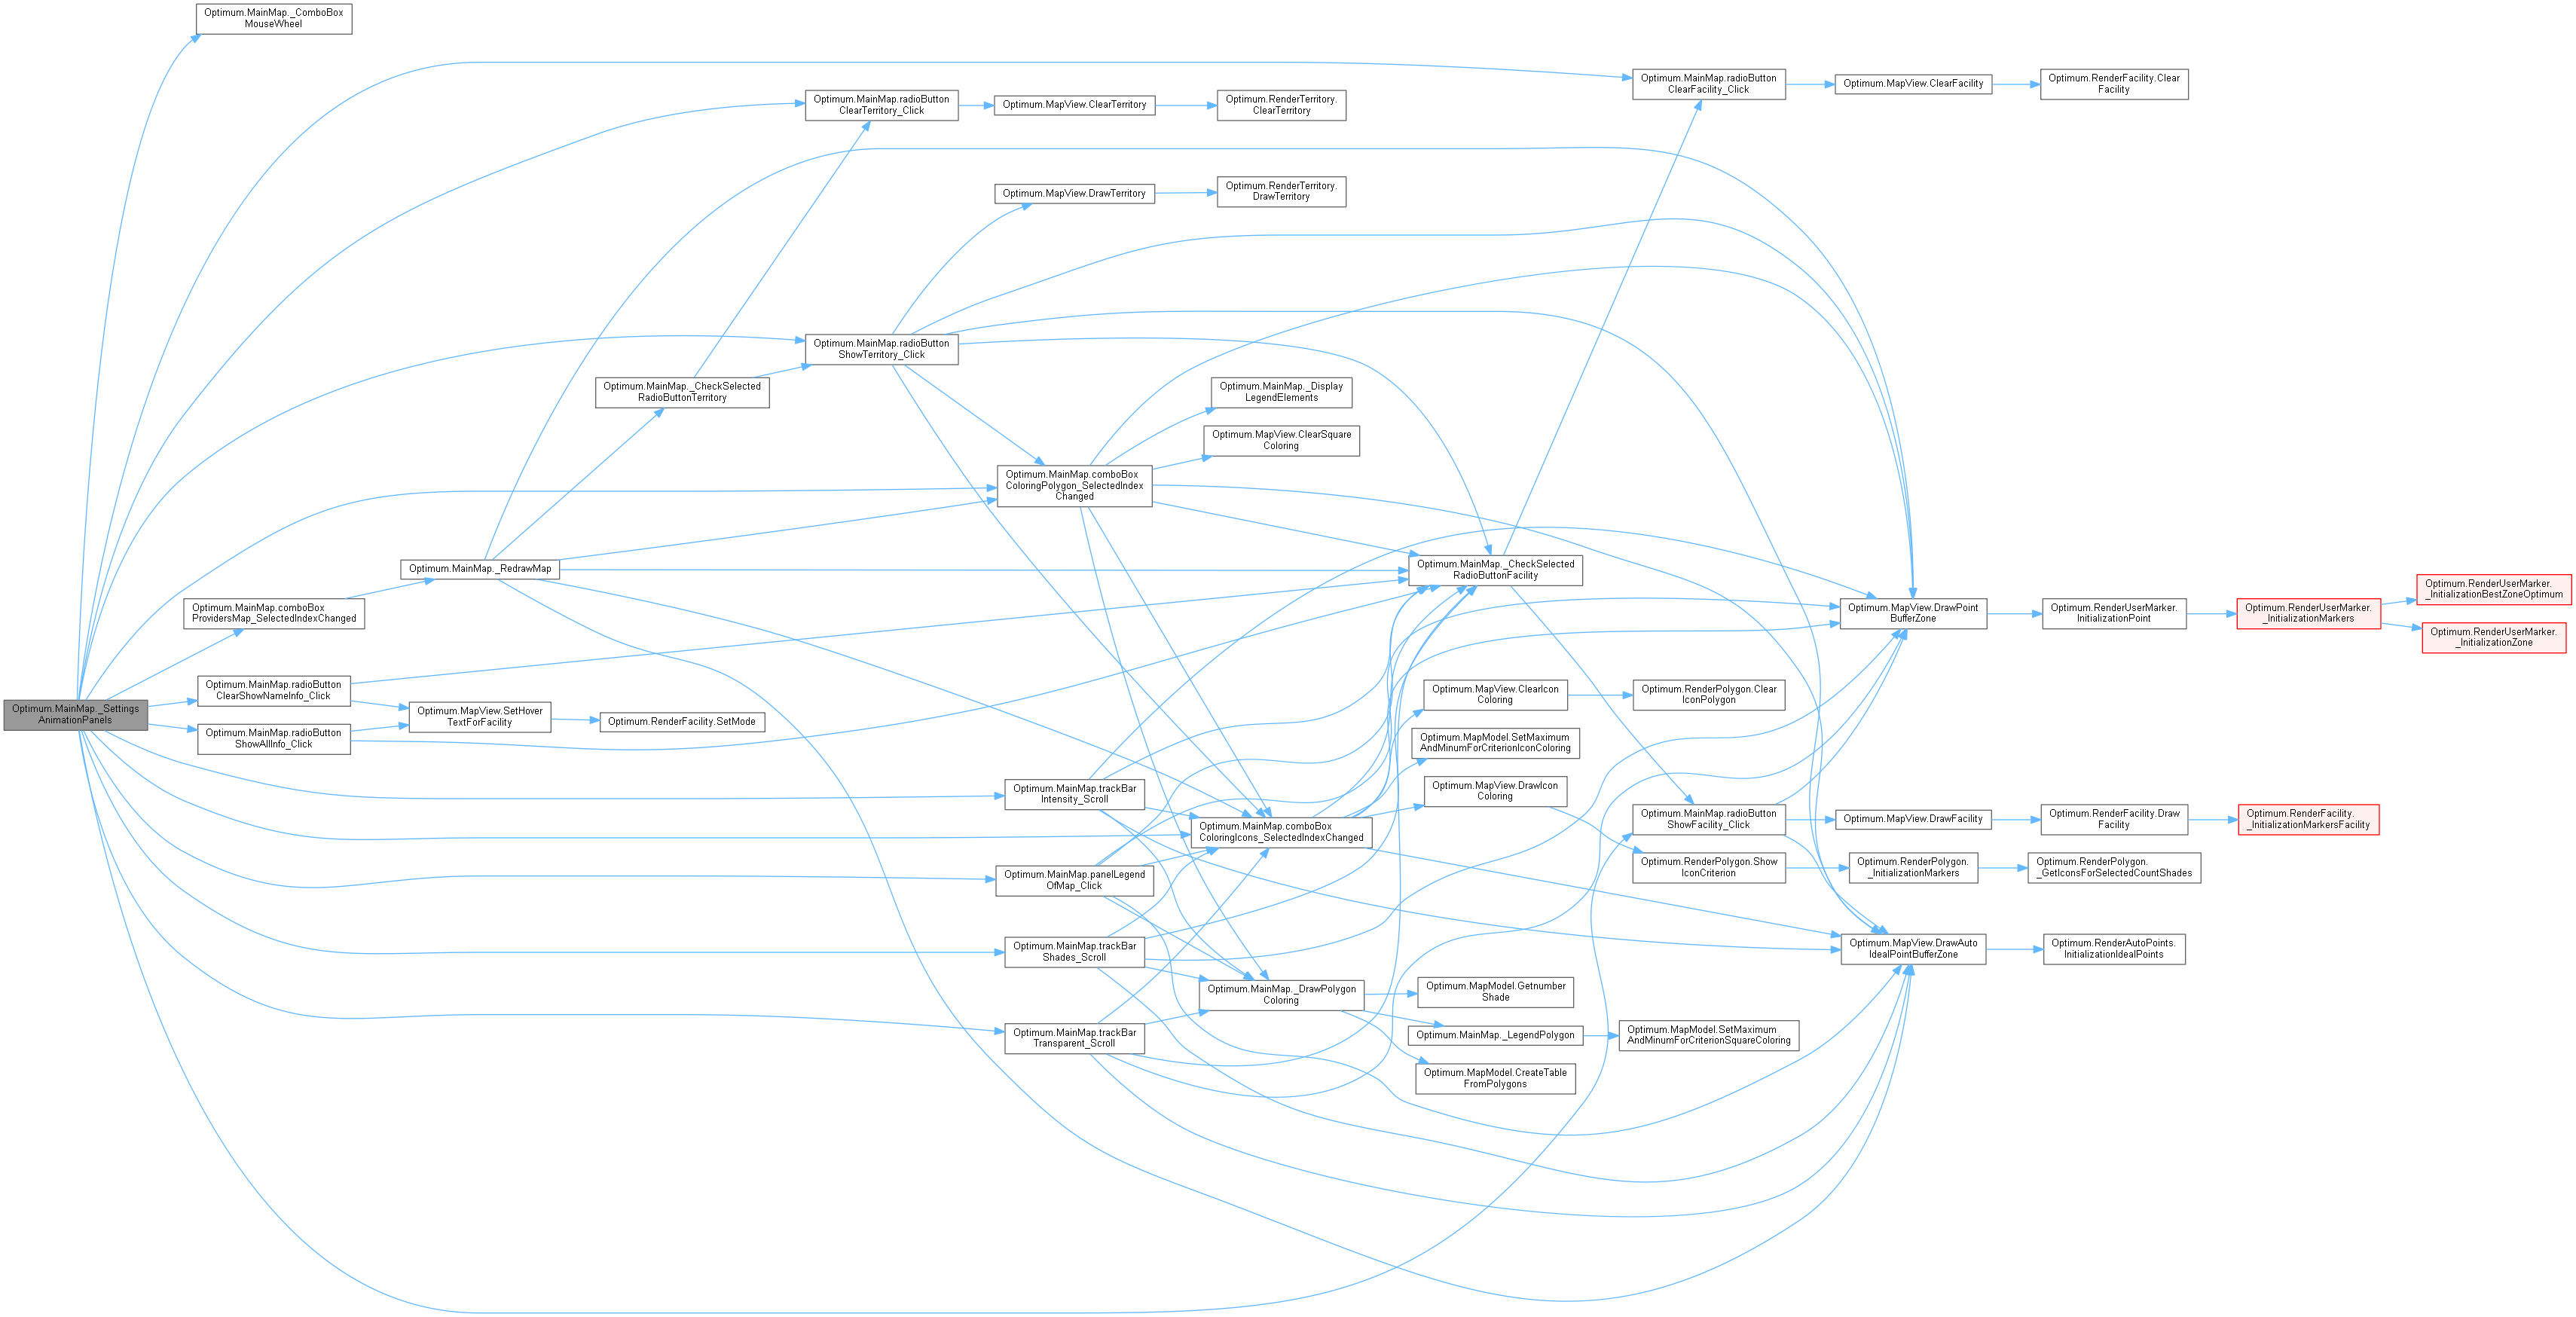 Optimum.MainMap._ComboBox
MouseWheel
Optimum.MainMap.radioButton
ClearFacility_Click
Optimum.MapView.ClearFacility
Optimum.RenderFacility.Clear
Facility
Optimum.MainMap.radioButton
ClearTerritory_Click
Optimum.MapView.ClearTerritory
Optimum.RenderTerritory.
ClearTerritory
Optimum.MapView.DrawTerritory
Optimum.RenderTerritory.
DrawTerritory
Optimum.MainMap.radioButton
ShowTerritory_Click
Optimum.MainMap._CheckSelected
RadioButtonTerritory
Optimum.MainMap._Display
LegendElements
Optimum.MapView.ClearSquare
Coloring
Optimum.MainMap.comboBox
ColoringPolygon_SelectedIndex
Changed
Optimum.MainMap._RedrawMap
Optimum.MainMap._CheckSelected
RadioButtonFacility
Optimum.MainMap.comboBox
ProvidersMap_SelectedIndexChanged
Optimum.MapView.DrawPoint
BufferZone
Optimum.RenderUserMarker.
InitializationPoint
Optimum.RenderUserMarker.
_InitializationMarkers
Optimum.RenderUserMarker.
_InitializationBestZoneOptimum
Optimum.RenderUserMarker.
_InitializationZone
Optimum.MainMap._Settings
AnimationPanels
Optimum.MainMap.radioButton
ClearShowNameInfo_Click
Optimum.MainMap.radioButton
ShowAllInfo_Click
Optimum.MapView.SetHover
TextForFacility
Optimum.RenderFacility.SetMode
Optimum.MapView.ClearIcon
Coloring
Optimum.RenderPolygon.Clear
IconPolygon
Optimum.MapModel.SetMaximum
AndMinumForCriterionIconColoring
Optimum.MainMap.trackBar
Intensity_Scroll
Optimum.MapView.DrawIcon
Coloring
Optimum.MainMap.comboBox
ColoringIcons_SelectedIndexChanged
Optimum.MainMap.radioButton
ShowFacility_Click
Optimum.MapView.DrawFacility
Optimum.RenderFacility.Draw
Facility
Optimum.RenderFacility.
_InitializationMarkersFacility
Optimum.RenderPolygon.Show
IconCriterion
Optimum.RenderPolygon.
_InitializationMarkers
Optimum.RenderPolygon.
_GetIconsForSelectedCountShades
Optimum.MainMap.panelLegend
OfMap_Click
Optimum.MainMap.trackBar
Shades_Scroll
Optimum.MapView.DrawAuto
IdealPointBufferZone
Optimum.RenderAutoPoints.
InitializationIdealPoints
Optimum.MainMap._DrawPolygon
Coloring
Optimum.MapModel.Getnumber
Shade
Optimum.MainMap.trackBar
Transparent_Scroll
Optimum.MainMap._LegendPolygon
Optimum.MapModel.SetMaximum
AndMinumForCriterionSquareColoring
Optimum.MapModel.CreateTable
FromPolygons